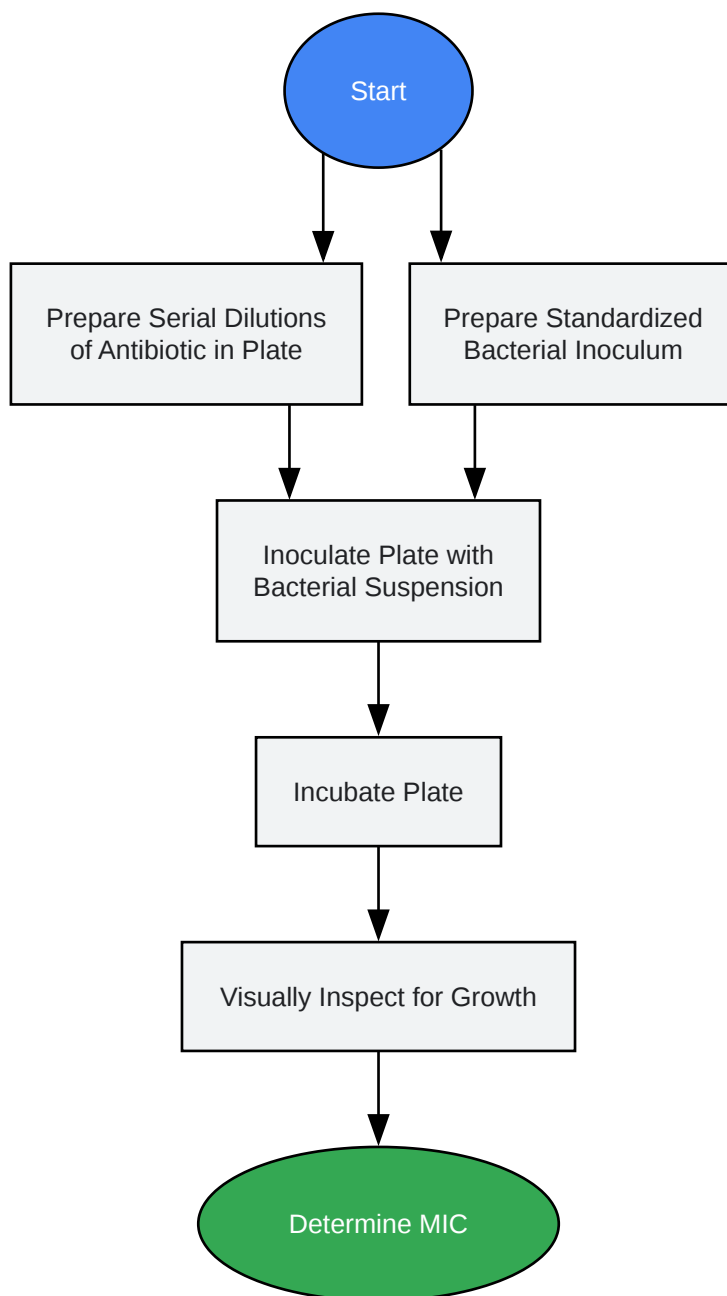 Start
Prepare Serial Dilutions
of Antibiotic in Plate
Prepare Standardized
Bacterial Inoculum
Inoculate Plate with
Bacterial Suspension
Incubate Plate
Visually Inspect for Growth
Determine MIC